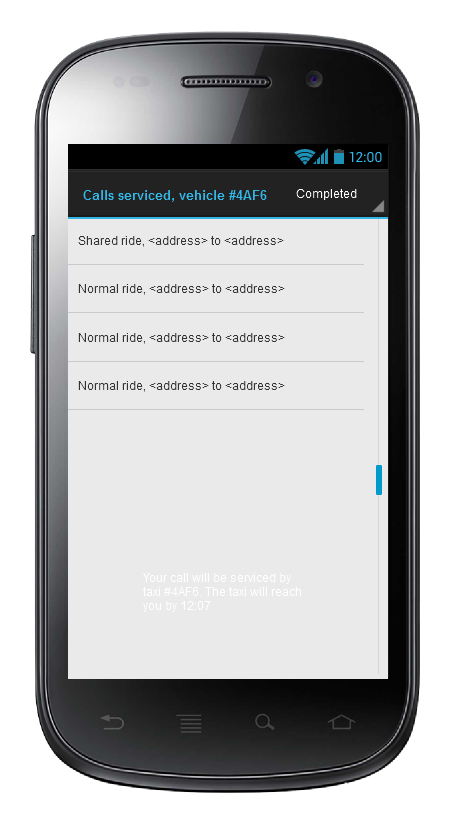 12:00
Calls serviced, vehicle #4AF6
Completed
Shared ride, <address> to <address>
Normal ride, <address> to <address>
Normal ride, <address> to <address>
Normal ride, <address> to <address>
Your call will be serviced by
taxi #4AF6. The taxi will reach
you by 12:07